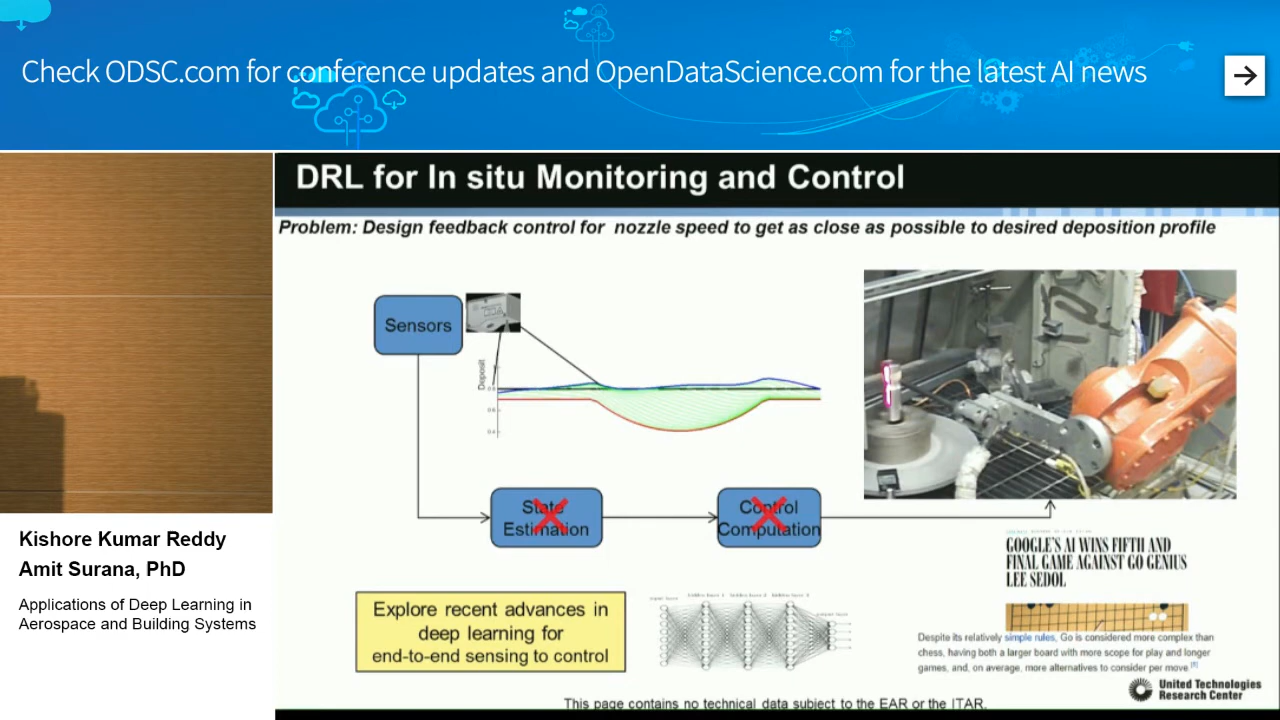 Check ODSC.com for conference updates and OpenDataScience.com for the latest AI news
DRL for In situ Monitoring and Control
Problem: Design feedback control for nozzle speed to get as close as possible to desired deposition profile
Sensors
Deposit
State
Estimation
Control
Computation
GOOGLE'S AI WINS FIFTH AND
FINAL GAME AGAINST GO GENIUS
LEE SEDOL
Explore recent advances in
deep learning for
end-to-end sensing to control
Despite its relatively simple rules, Go is considered more complex than
chess, having both a larger board with more scope for play and longer
games, and, on average, more alternatives to consider per move
United Technologies
Research Center
This page contains no technical data subject to the EAR or the ITAR.
Kishore Kumar Reddy
Amit Surana, PhD
Applications of Deep Learning in
Aerospace and Building Systems